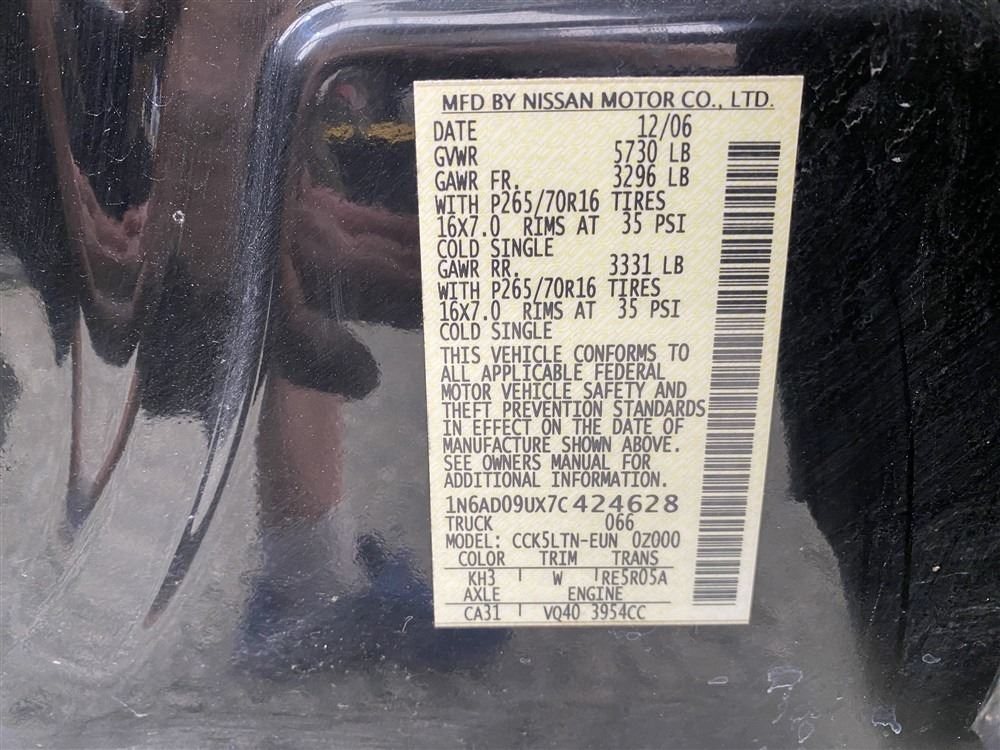 MFD BY NISSAN MOTOR CO., LTD.
DATE 12/06
GVWR 5730 LB
GAWR FR. 3296 LB
WITH P265/70R16 TIRES
16X7.0 RIMS AT 35 PSI
COLD SINGLE
GAWR RR. 3331 LB
WITH P265/70R16 TIRES
16X7.0 RIMS AT 35 PSI
COLD SINGLE
THIS VEHICLE CONFORMS TO
ALL APPLICABLE FEDERAL
MOTOR VEHICLE SAFETY AND
THEFT PREVENTION STANDARDS
IN EFFECT ON THE DATE OF
MANUFACTURE SHOWN ABOVE.
SEE OWNERS MANUAL FOR
ADDITIONAL INFORMATION.
1N6AD09UX7C424628
TRUCK 066
MODEL: CCK5LTN-EUN 0Z000
COLOR TRIM TRANS
KH3 W RE5R05A
AXLE ENGINE
CA31 VQ40 3954CC